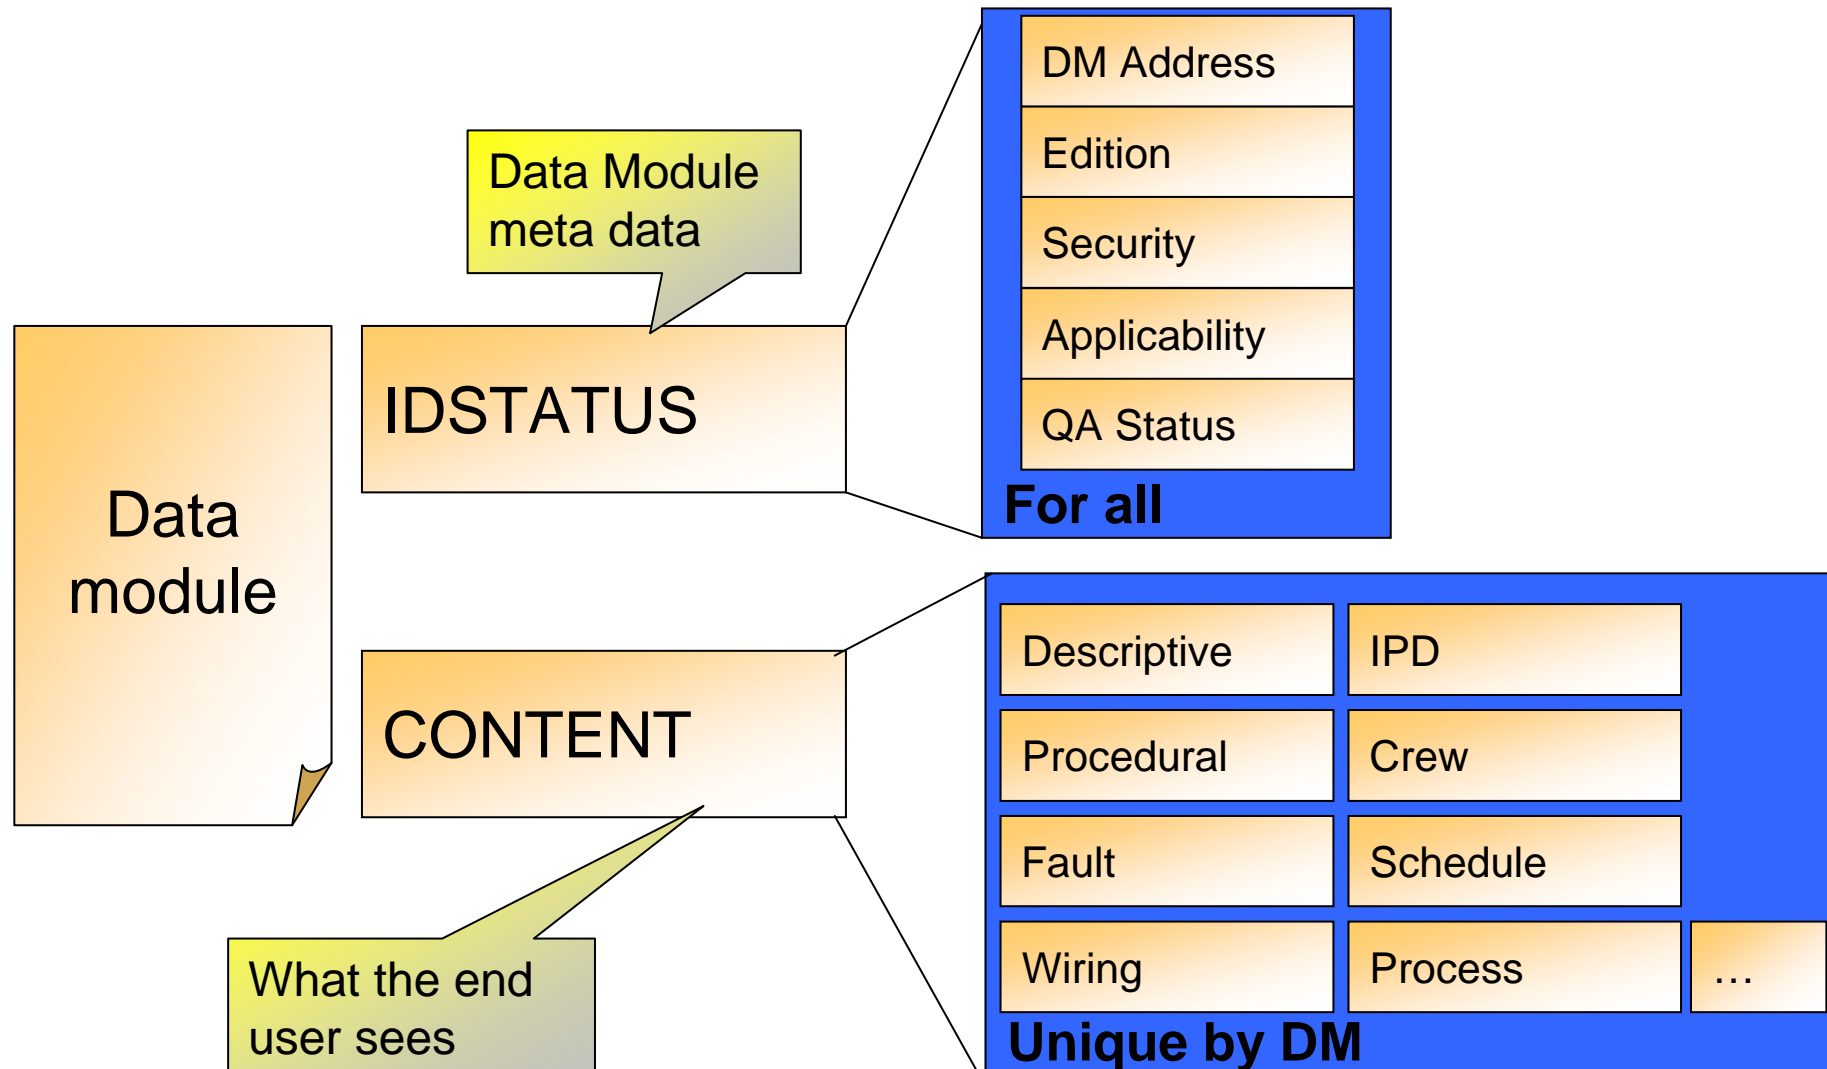 Data Module
meta data
DM Address
Edition
Security
Applicability
QA Status
For all
IDSTATUS
Data
module
CONTENT
Descriptive
IPD
Procedural
Crew
Fault
Schedule
Wiring
Process
…
Unique by DM
What the end
user sees